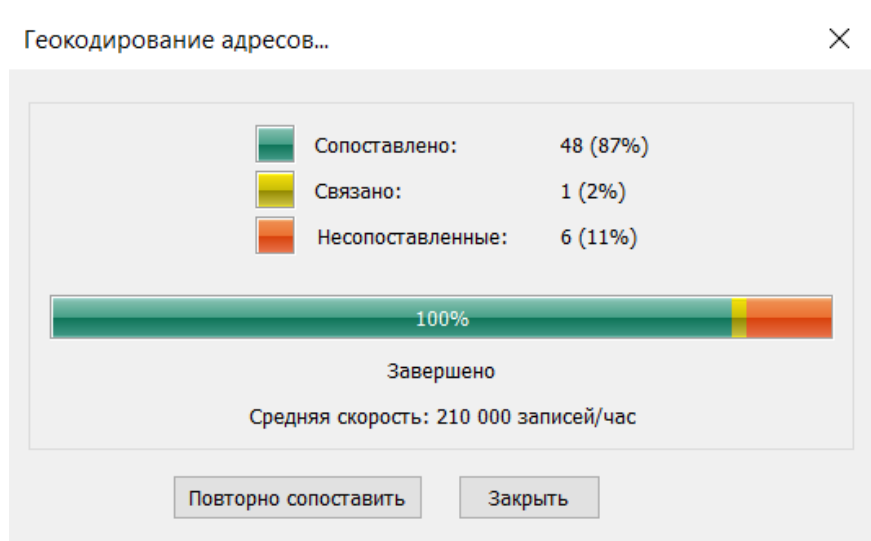 Геокодирование адресов...
Сопоставлено: 48 (87%)
Связано: 1 (2%)
Несопоставленные: 6 (11%)
100%
Завершено
Средняя скорость: 210 000 записей/час
Повторно сопоставить Закрыть